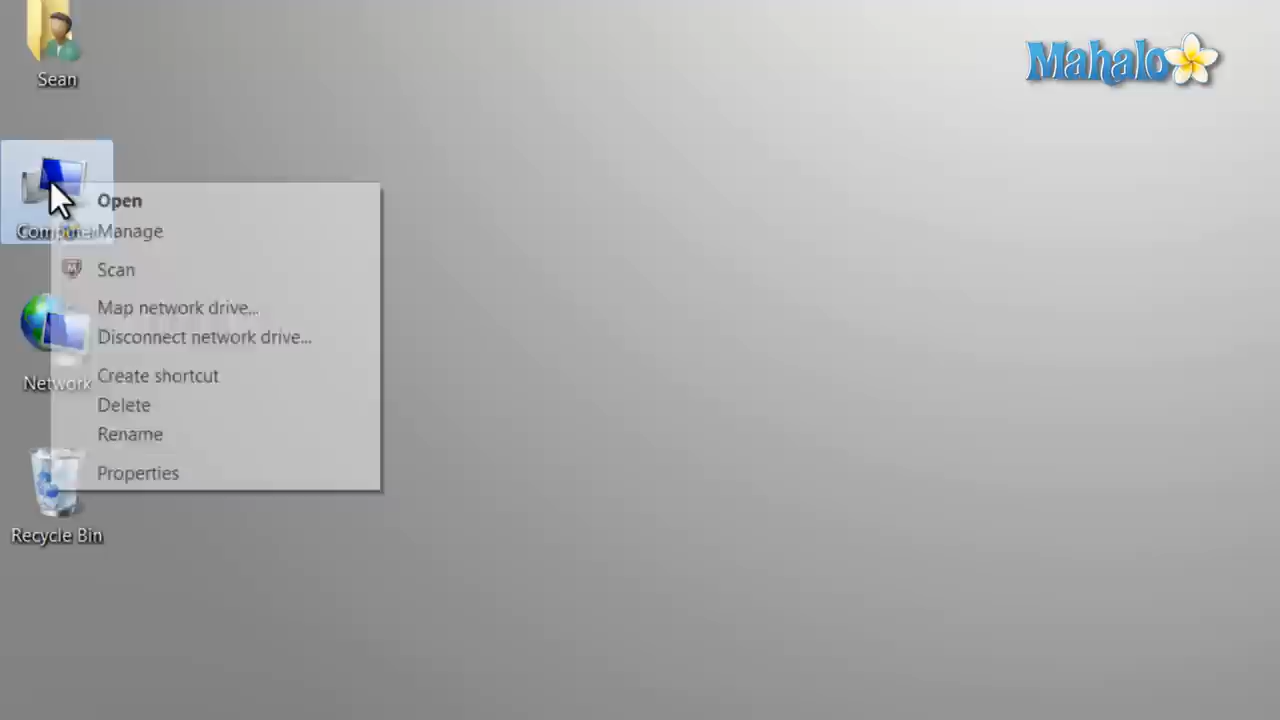 Mahalo
Sean
Computer
Open
Manage
Scan
Map network drive...
Disconnect network drive...
Create shortcut
Delete
Rename
Properties
Network
Recycle Bin